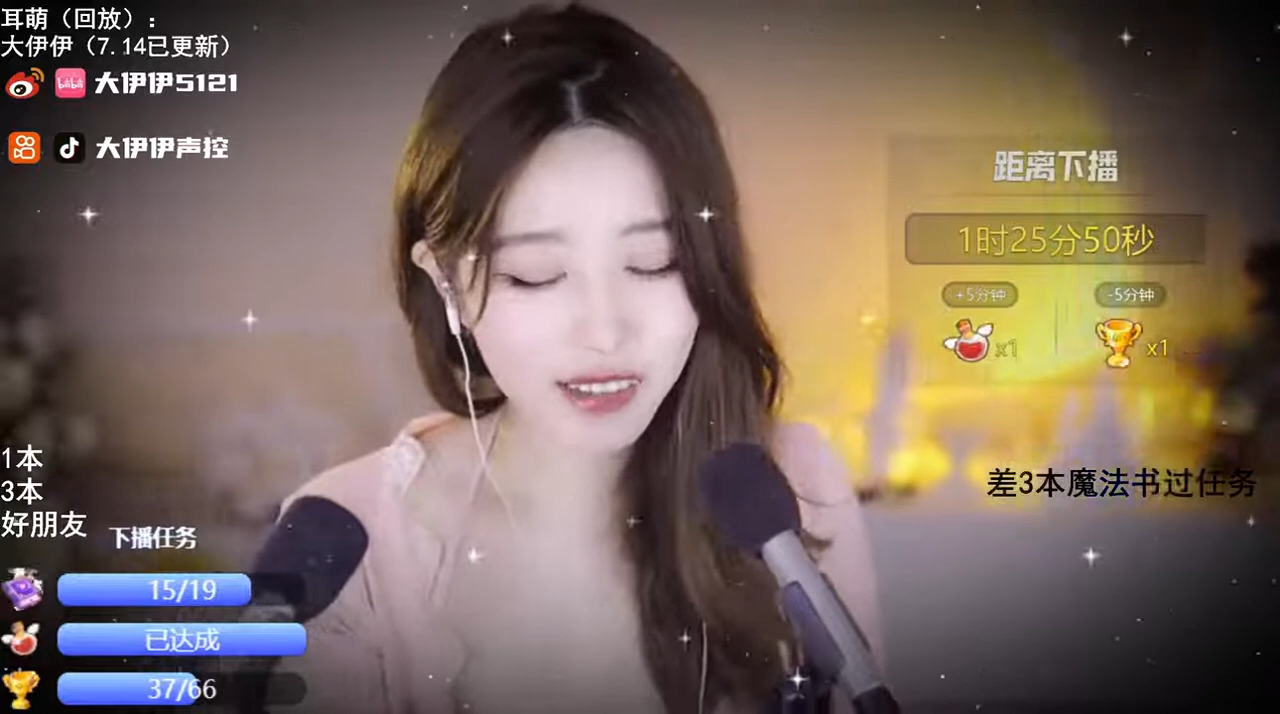 耳萌（回放）：
大伊伊（7.14已更新）
大伊伊5121
大伊伊声控
距离下播
1时25分50秒
+5分钟
-5分钟
x1
x1
差3本魔法书过任务
1本
3本
好朋友
下播任务
15/19
已达成
37/66